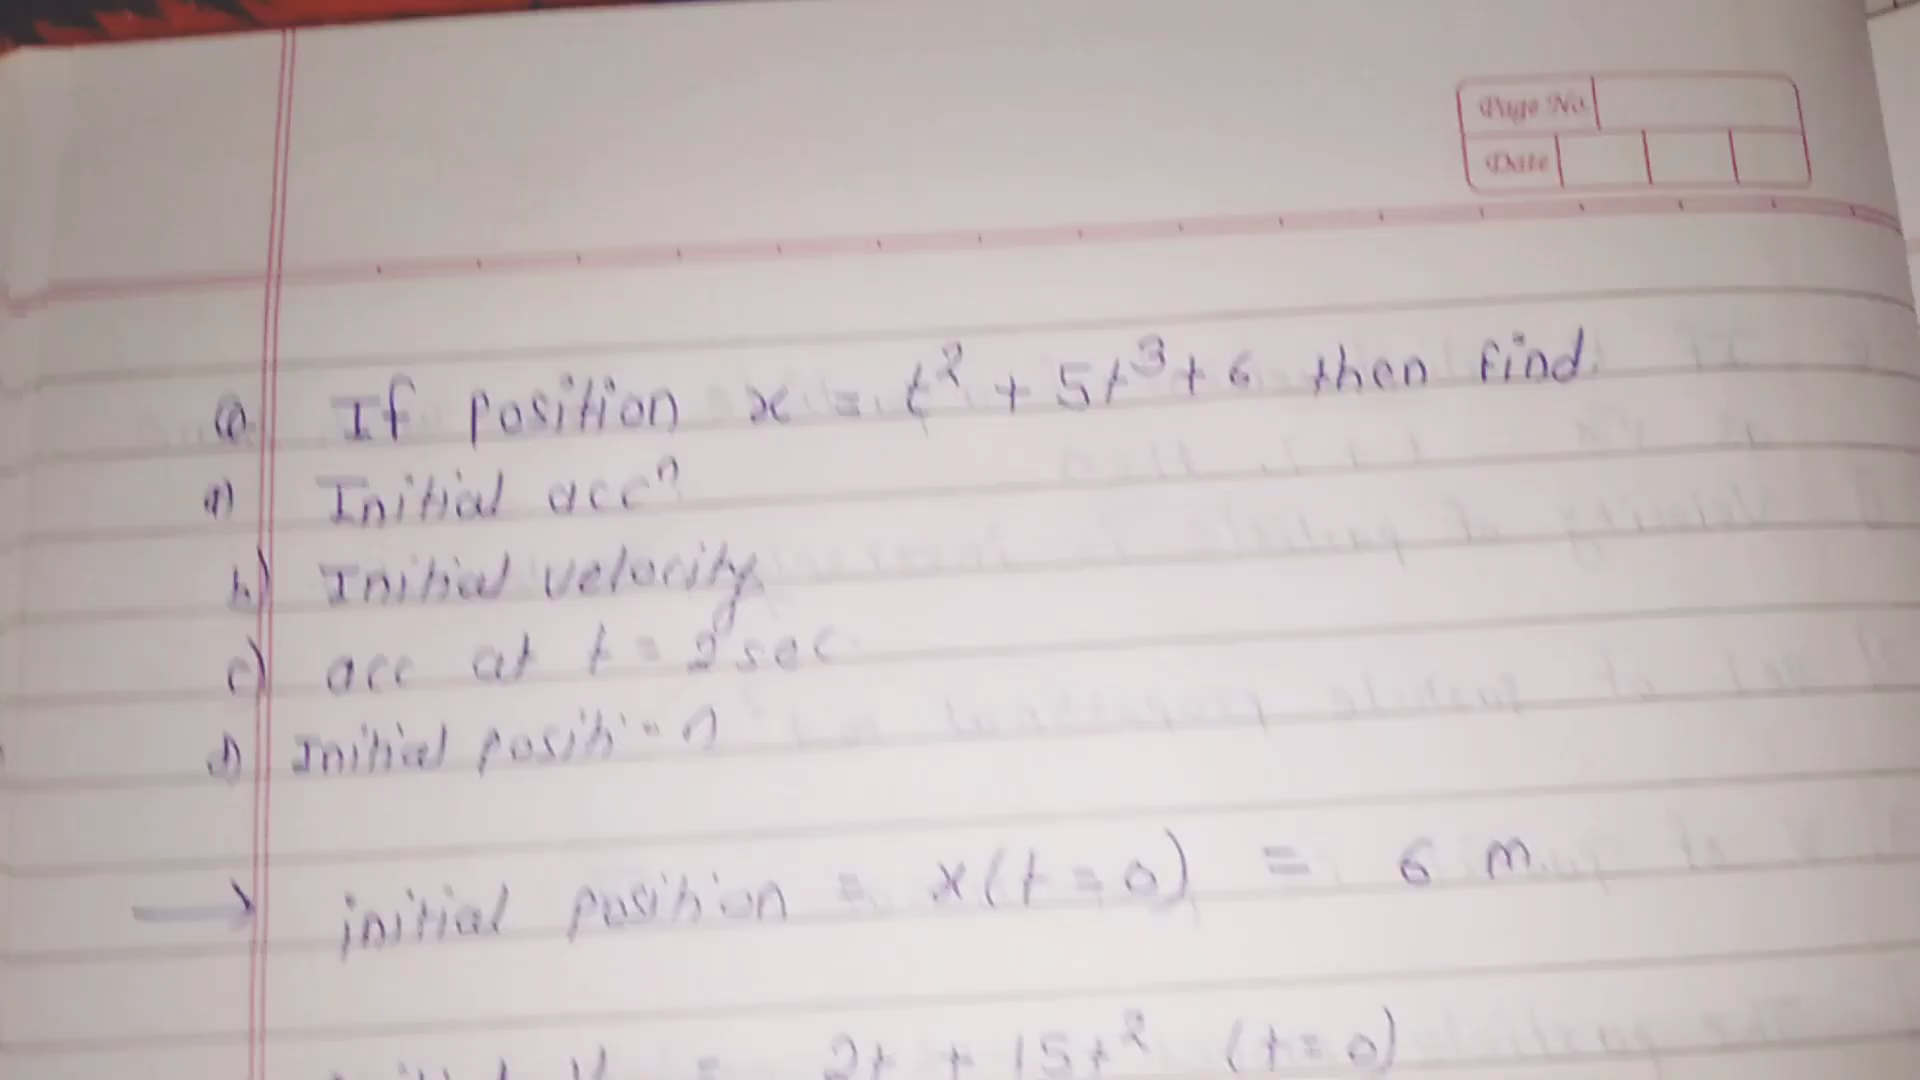 Page No.
Date
Q. If position x = t² + 5t³ + 6 then find.
a) Initial accⁿ
b) Initial velocity
c) acc at t = 2 sec.
d) Initial position
→ initial position = x(t = 0) = 6 m
= 2t + 15t² (t = 0)